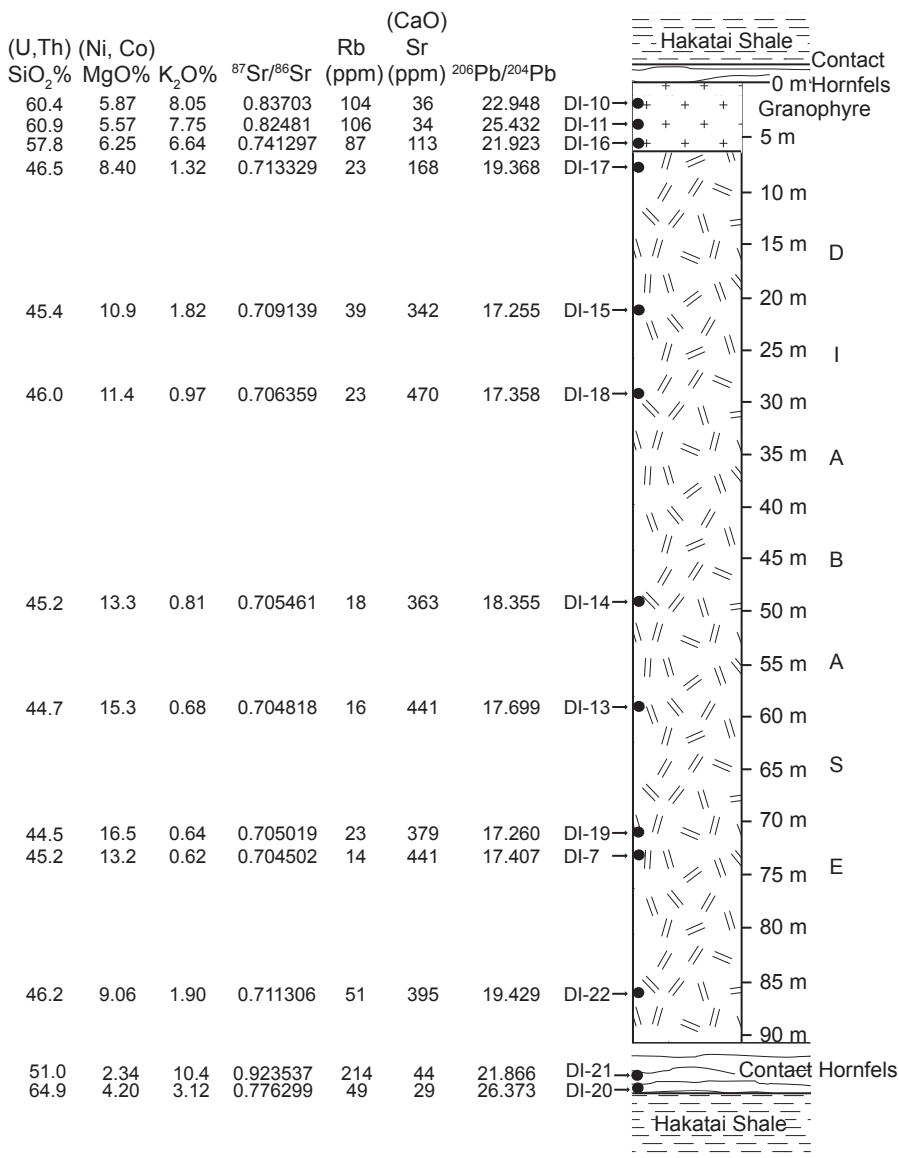 (CaO)
(U,Th) (Ni, Co) Rb Sr
SiO₂% MgO% K₂O% ⁸⁷Sr/⁸⁶Sr (ppm) (ppm) ²⁰⁶Pb/²⁰⁴Pb
Hakatai Shale
Contact
Hornfels
0 m
60.4 5.87 8.05 0.83703 104 36 22.948 DI-10
Granophyre
60.9 5.57 7.75 0.82481 106 34 25.432 DI-11
5 m
57.8 6.25 6.64 0.741297 87 113 21.923 DI-16
46.5 8.40 1.32 0.713329 23 168 19.368 DI-17
10 m
15 m
D
20 m
45.4 10.9 1.82 0.709139 39 342 17.255 DI-15
25 m
I
46.0 11.4 0.97 0.706359 23 470 17.358 DI-18
30 m
35 m
A
40 m
45 m
B
45.2 13.3 0.81 0.705461 18 363 18.355 DI-14
50 m
55 m
A
44.7 15.3 0.68 0.704818 16 441 17.699 DI-13
60 m
65 m
S
70 m
44.5 16.5 0.64 0.705019 23 379 17.260 DI-19
45.2 13.2 0.62 0.704502 14 441 17.407 DI-7
75 m
E
80 m
85 m
46.2 9.06 1.90 0.711306 51 395 19.429 DI-22
90 m
51.0 2.34 10.4 0.923537 214 44 21.866 DI-21
Contact Hornfels
64.9 4.20 3.12 0.776299 49 29 26.373 DI-20
Hakatai Shale